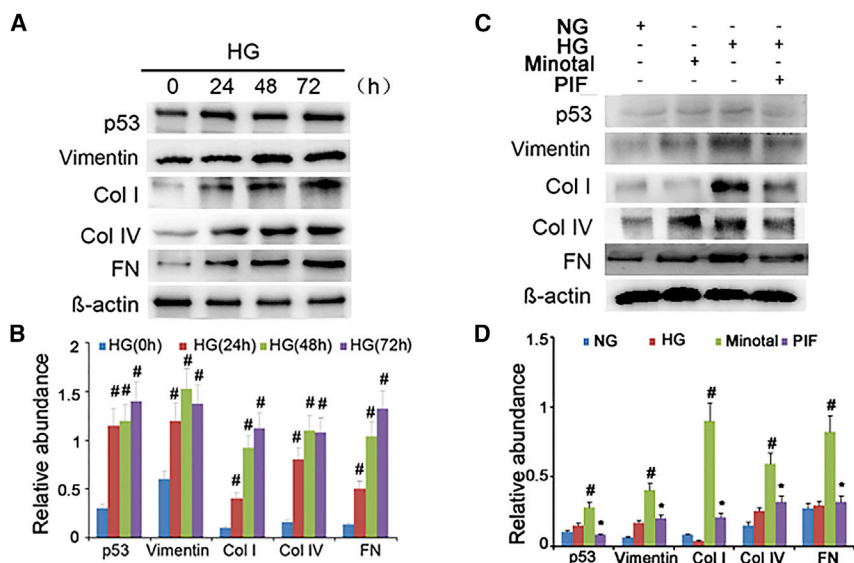 A
HG
0 24 48 72 (h)
p53
Vimentin
Col I
Col IV
FN
ß-actin
B
HG(0h) HG(24h) HG(48h) HG(72h)
Relative abundance
2
1.5
1
0.5
0
# # # # # # # # # # # # # # #
p53 Vimentin Col I Col IV FN
C
NG + - - -
HG - - + +
Minotal - + - -
PIF - - - +
p53
Vimentin
Col I
Col IV
FN
ß-actin
D
NG HG Minotal PIF
Relative abundance
1.5
1
0.5
0
# * # * # * # * # *
p53 Vimentin Col I Col IV FN